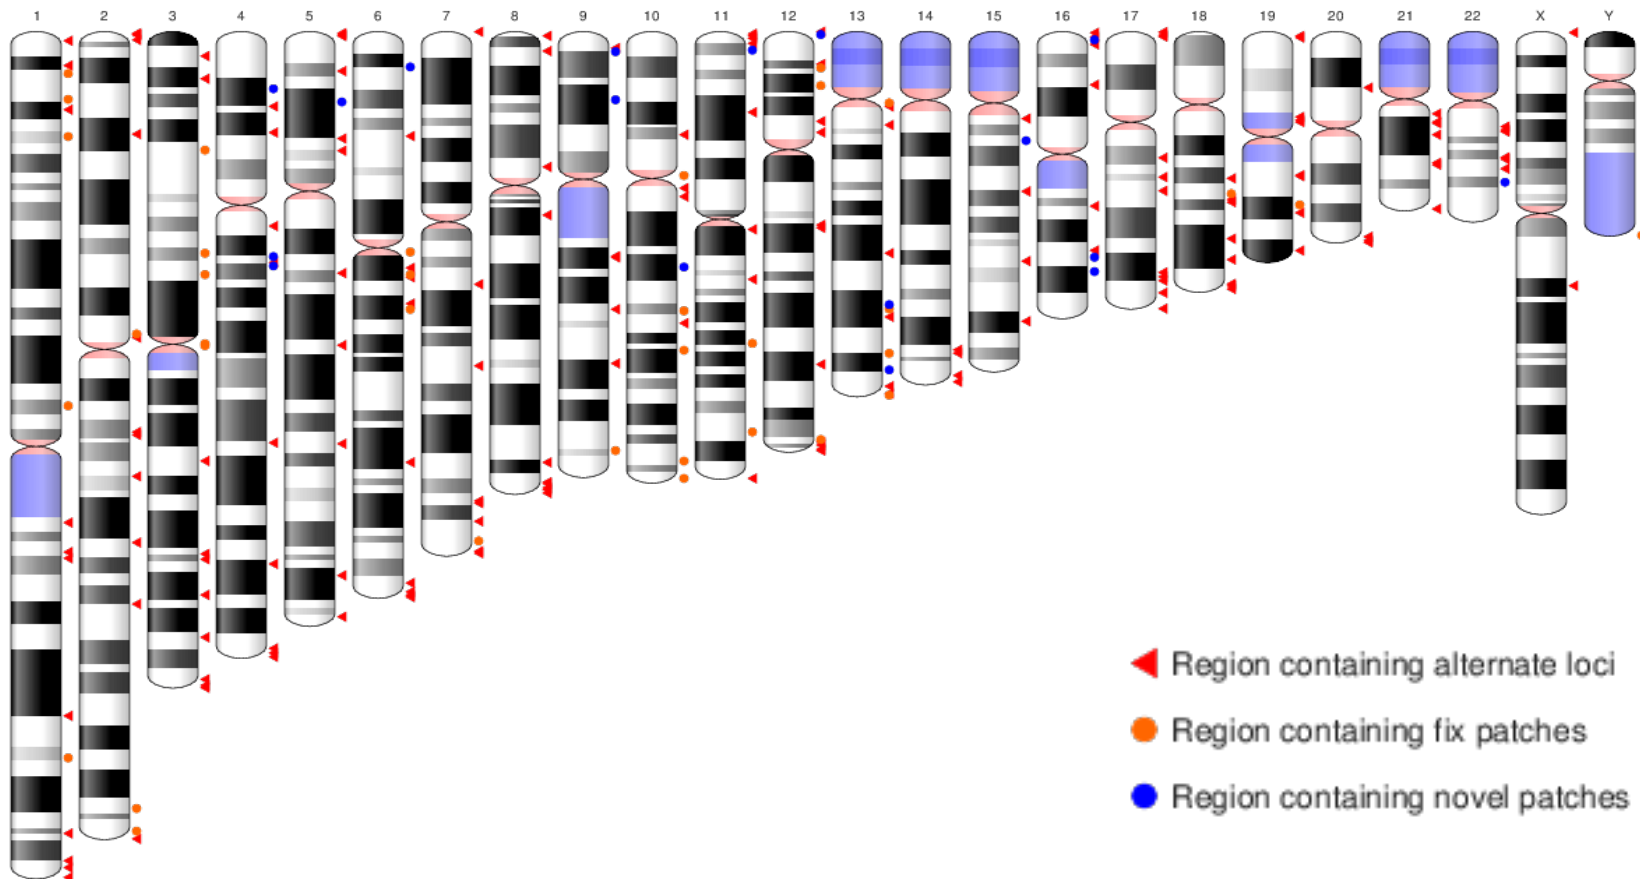 1 2 3 4 5 6 7 8 9 10 11 12 13 14 15 16 17 18 19 20 21 22 X Y
Region containing alternate loci
Region containing fix patches
Region containing novel patches